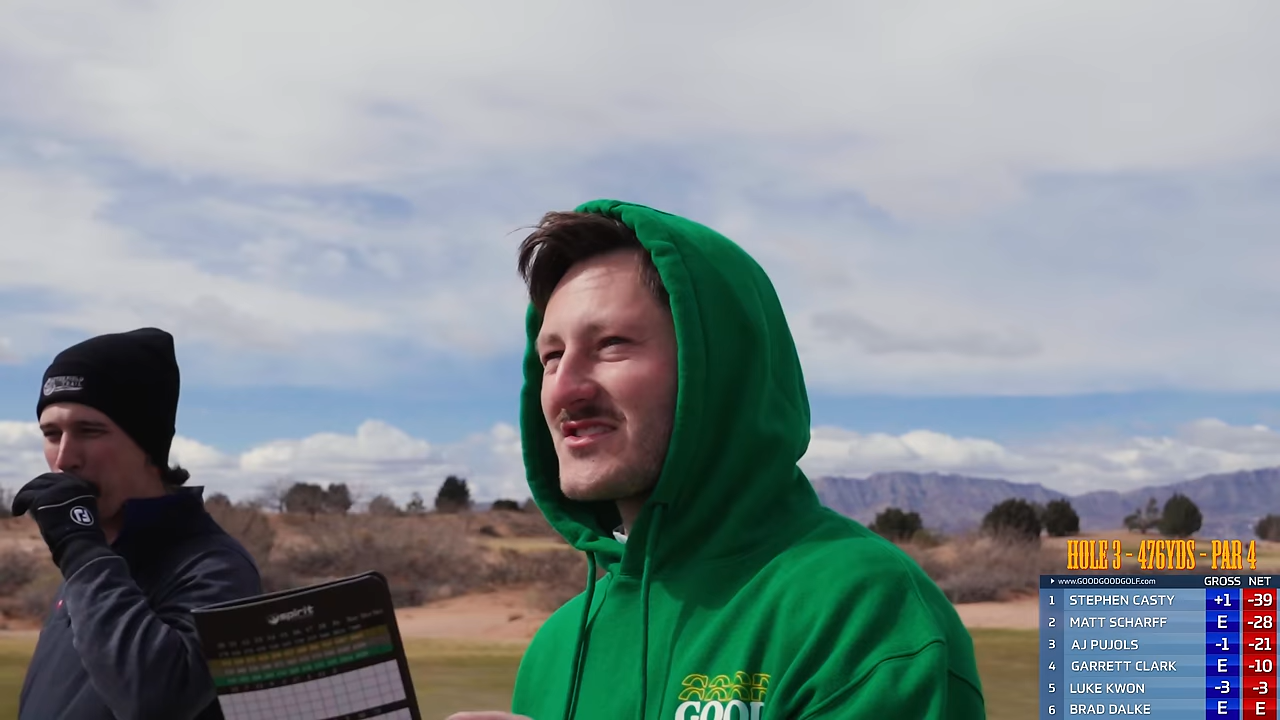 spirit
GOOD
HOLE 3 - 476YDS - PAR 4
www.GOODGOODGOLF.com GROSS NET
1 STEPHEN CASTY +1 -39
2 MATT SCHARFF E -28
3 AJ PUJOLS -1 -21
4 GARRETT CLARK E -10
5 LUKE KWON -3 -3
6 BRAD DALKE E E